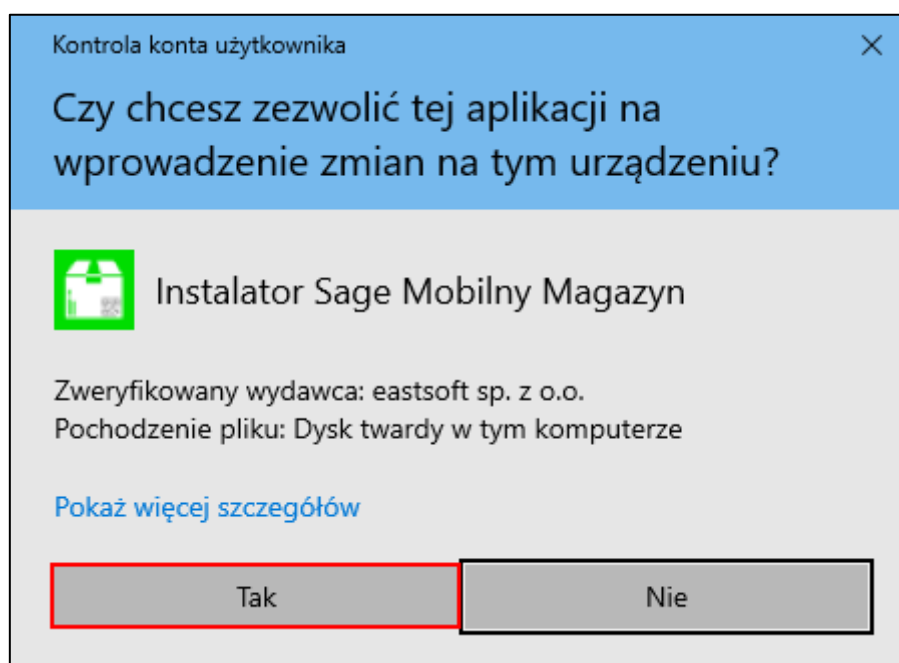 Kontrola konta użytkownika
Czy chcesz zezwolić tej aplikacji na
wprowadzenie zmian na tym urządzeniu?
Instalator Sage Mobilny Magazyn
Zweryfikowany wydawca: eastsoft sp. z o.o.
Pochodzenie pliku: Dysk twardy w tym komputerze
Pokaż więcej szczegółów
Tak
Nie